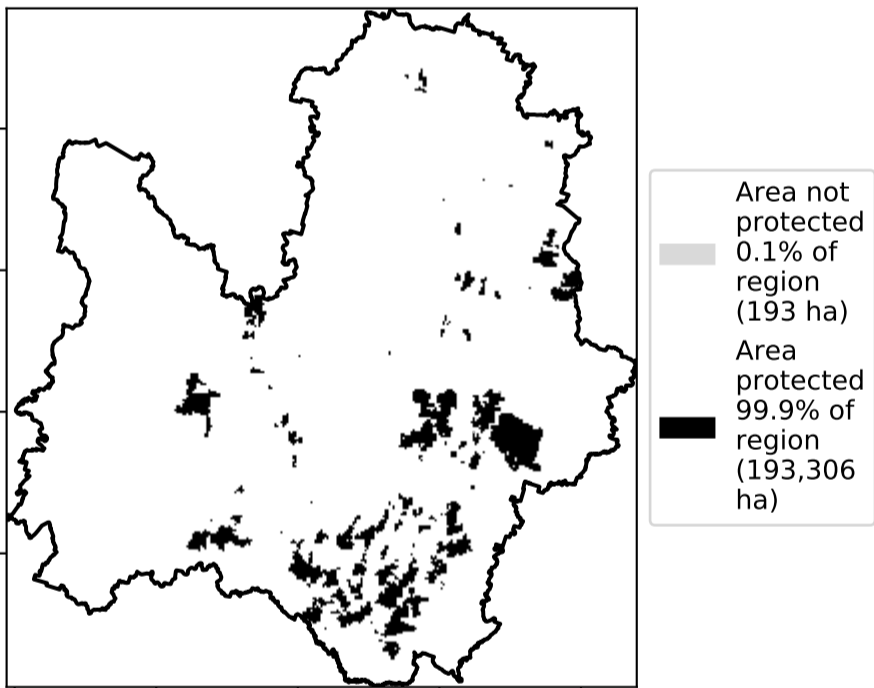 Area not
protected
0.1% of
region
(193 ha)
Area
protected
99.9% of
region
(193,306
ha)